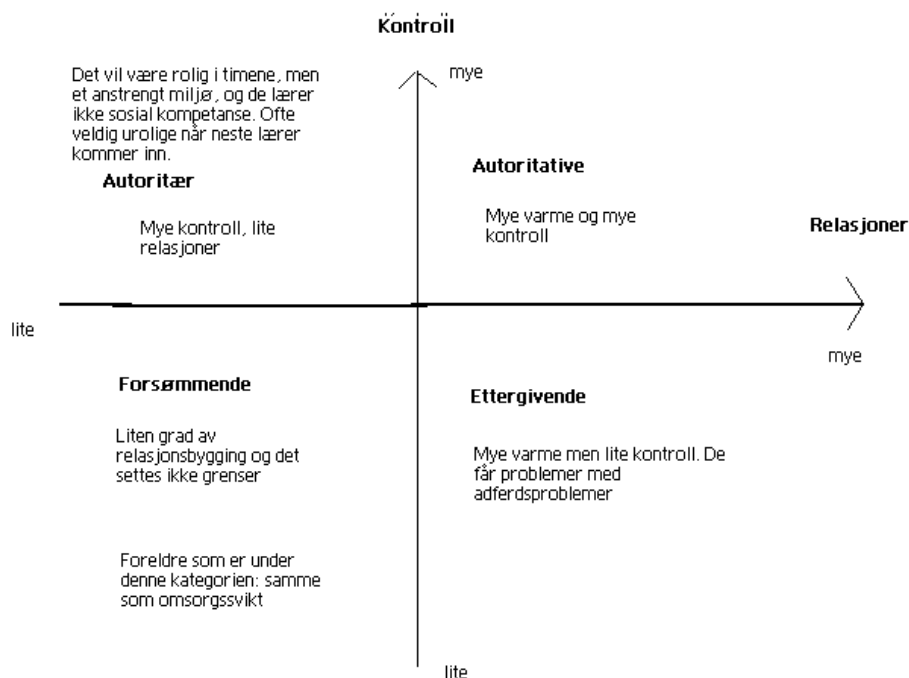 Kontroll
mye
Det vil være rolig i timene, men
et anstrengt miljø, og de lærer
ikke sosial kompetanse. Ofte
veldig urolige når neste lærer
kommer inn.
Autoritær
Mye kontroll, lite
relasjoner
Autoritative
Mye varme og mye
kontroll
Relasjoner
lite
mye
Forsømmende
Liten grad av
relasjonsbygging og det
settes ikke grenser
Foreldre som er under
denne kategorien: samme
som omsorgssvikt
Ettergivende
Mye varme men lite kontroll. De
får problemer med
adferdsproblemer
lite